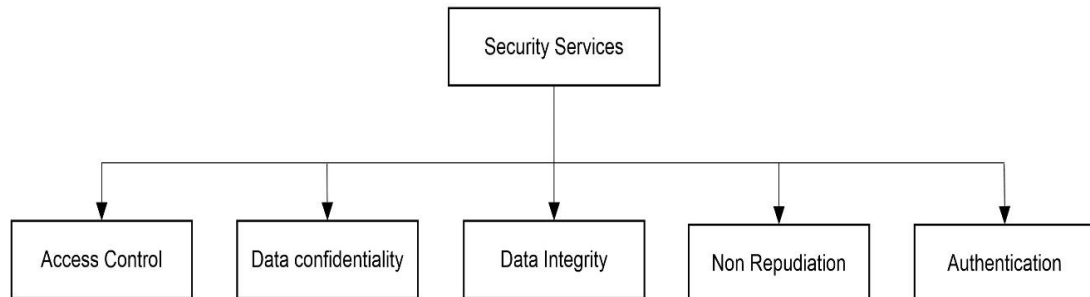 Security Services
Access Control
Data confidentiality
Data Integrity
Non Repudiation
Authentication